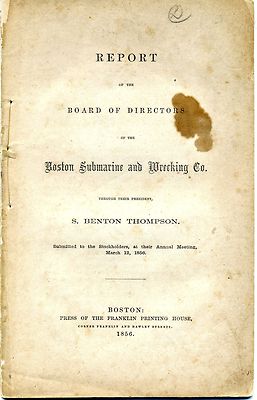 2
REPORT
OF THE
BOARD OF DIRECTORS
OF THE
Boston Submarine and Wrecking Co.
THROUGH THEIR PRESIDENT,
S. BENTON THOMPSON.
Submitted to the Stockholders, at their Annual Meeting,
March 12, 1856.
BOSTON:
PRESS OF THE FRANKLIN PRINTING HOUSE,
CORNER FRANKLIN AND HAWLEY STREETS.
1856.